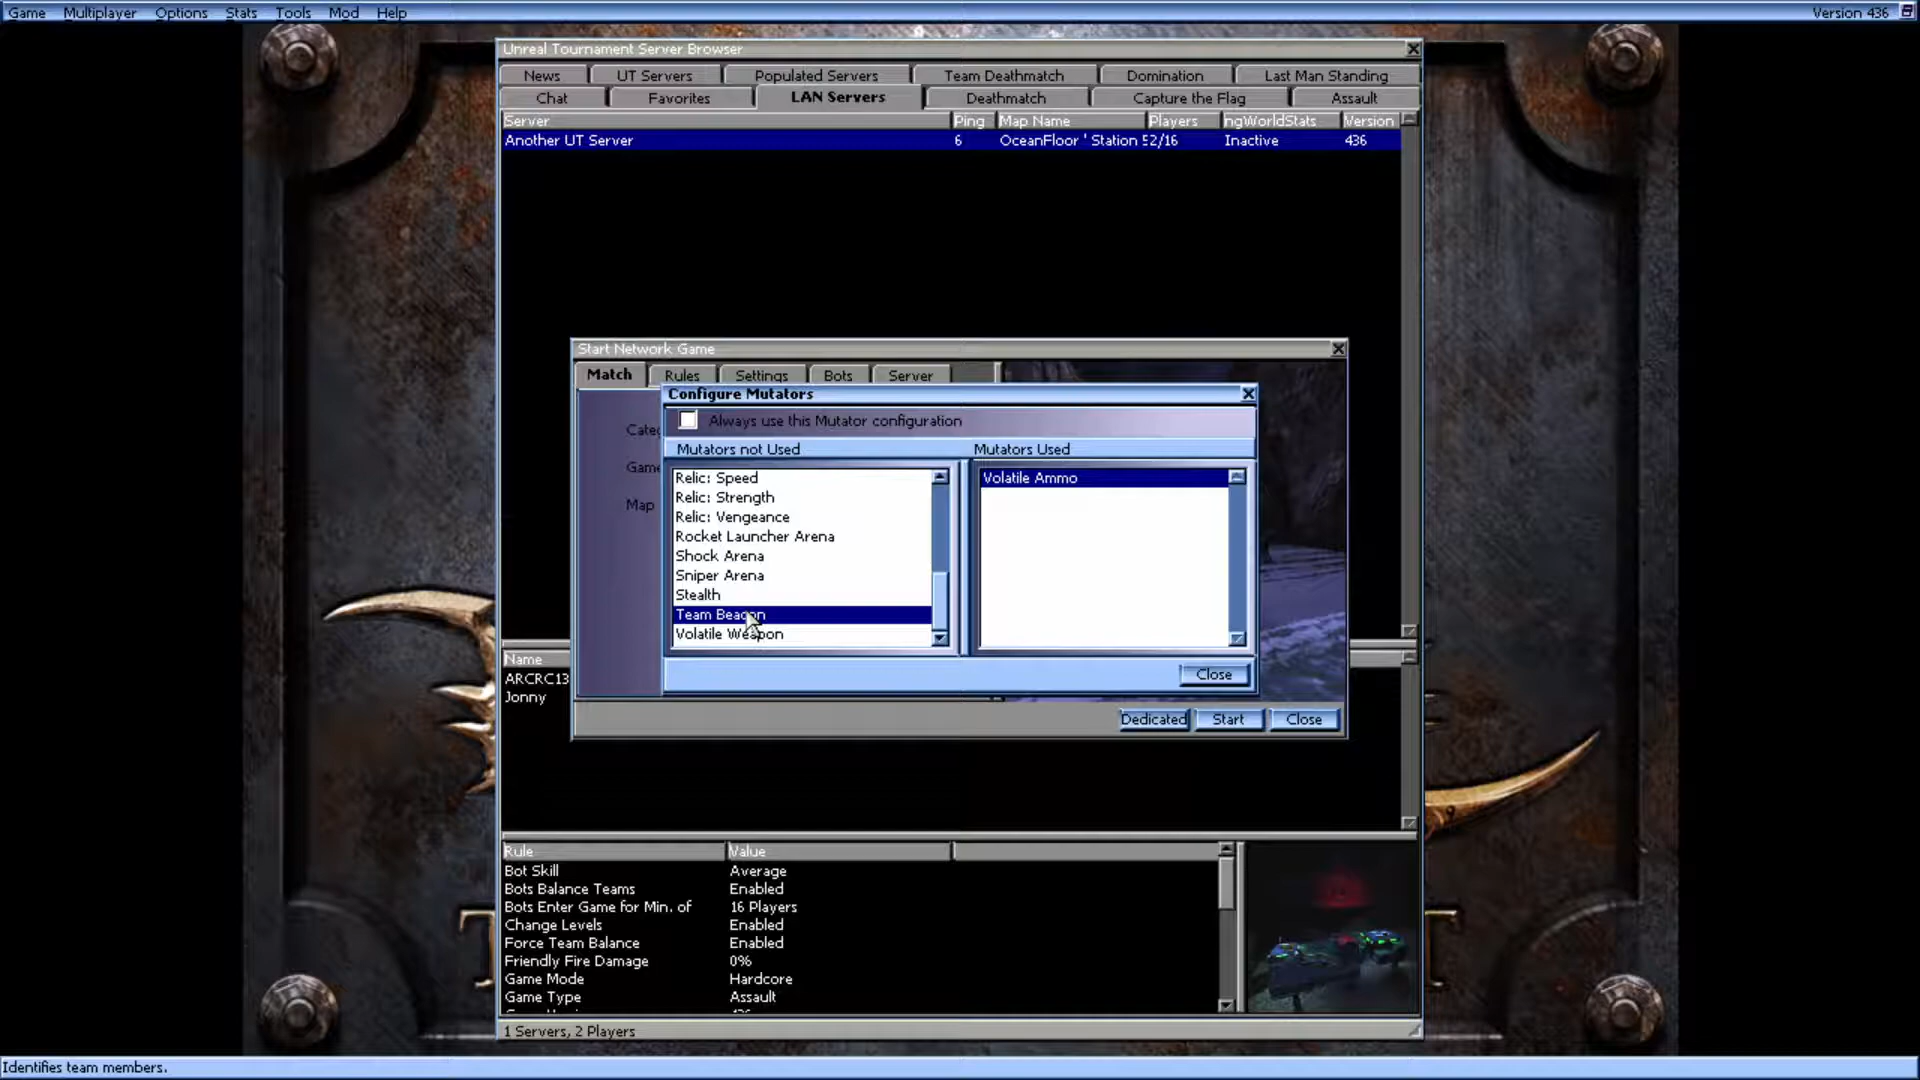 Game Multiplayer Options Stats Tools Mod Help Version 436
Unreal Tournament Server Browser
News UT Servers Populated Servers Team Deathmatch Domination Last Man Standing
Chat Favorites LAN Servers Deathmatch Capture the Flag Assault
Server Ping Map Name Players ngWorldStats Version
Another UT Server 6 OceanFloor ' Station 52/16 Inactive 436
Start Network Game
Match Rules Settings Bots Server
Configure Mutators
Always use this Mutator configuration
Mutators not Used Mutators Used
Relic: Speed Volatile Ammo
Relic: Strength
Relic: Vengeance
Rocket Launcher Arena
Shock Arena
Sniper Arena
Stealth
Team Beacon
Volatile Weapon
Close
Game
Map
Dedicated Start Close
Name
ARCRC13
Jonny
Rule Value
Bot Skill Average
Bots Balance Teams Enabled
Bots Enter Game for Min. of 16 Players
Change Levels Enabled
Force Team Balance Enabled
Friendly Fire Damage 0%
Game Mode Hardcore
Game Type Assault
1 Servers, 2 Players
Identifies team members.